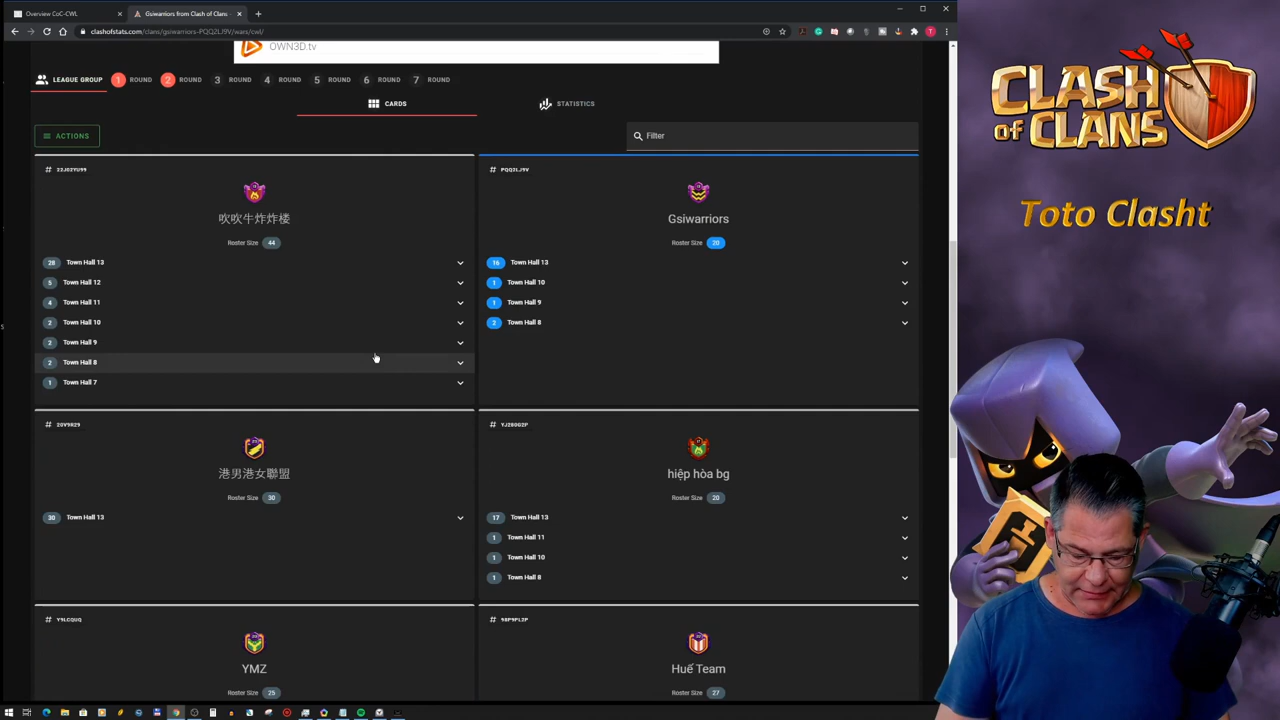 Overview CoC-CWL
Gsiwarriors from Clash of Clans -
clashofstats.com/clans/gsiwarriors-PQQ2LJ9V/wars/cwl/
OWN3D.tv
LEAGUE GROUP 1 ROUND 2 ROUND 3 ROUND 4 ROUND 5 ROUND 6 ROUND 7 ROUND
CARDS STATISTICS
ACTIONS
Filter
# PQQ2LJ9V
吹吹牛炸炸楼
Roster Size 44
28 Town Hall 13
5 Town Hall 12
4 Town Hall 11
2 Town Hall 10
2 Town Hall 9
2 Town Hall 8
1 Town Hall 7
Gsiwarriors
Roster Size 20
16 Town Hall 13
1 Town Hall 10
1 Town Hall 9
2 Town Hall 8
港男港女聯盟
Roster Size 30
30 Town Hall 13
hiệp hòa bg
Roster Size 20
17 Town Hall 13
1 Town Hall 11
1 Town Hall 10
1 Town Hall 8
YMZ
Roster Size 25
Huế Team
Roster Size 27
CLASH
OF CLANS
Toto Clasht